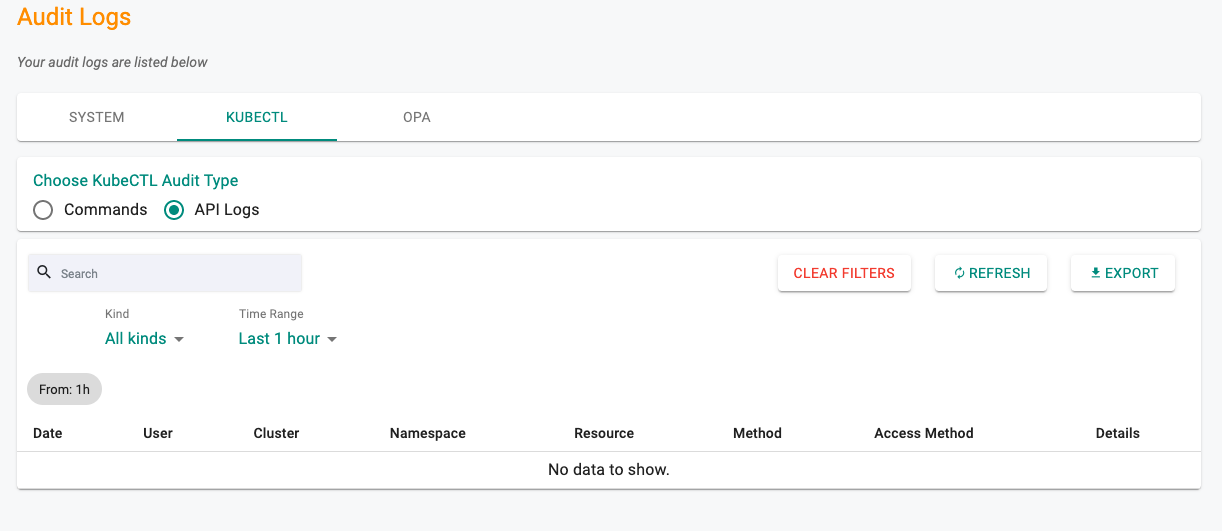 Audit Logs
Your audit logs are listed below
SYSTEM KUBECTL OPA
Choose KubeCTL Audit Type
Commands API Logs
Search CLEAR FILTERS REFRESH EXPORT
Kind Time Range
All kinds Last 1 hour
From: 1h
Date User Cluster Namespace Resource Method Access Method Details
No data to show.